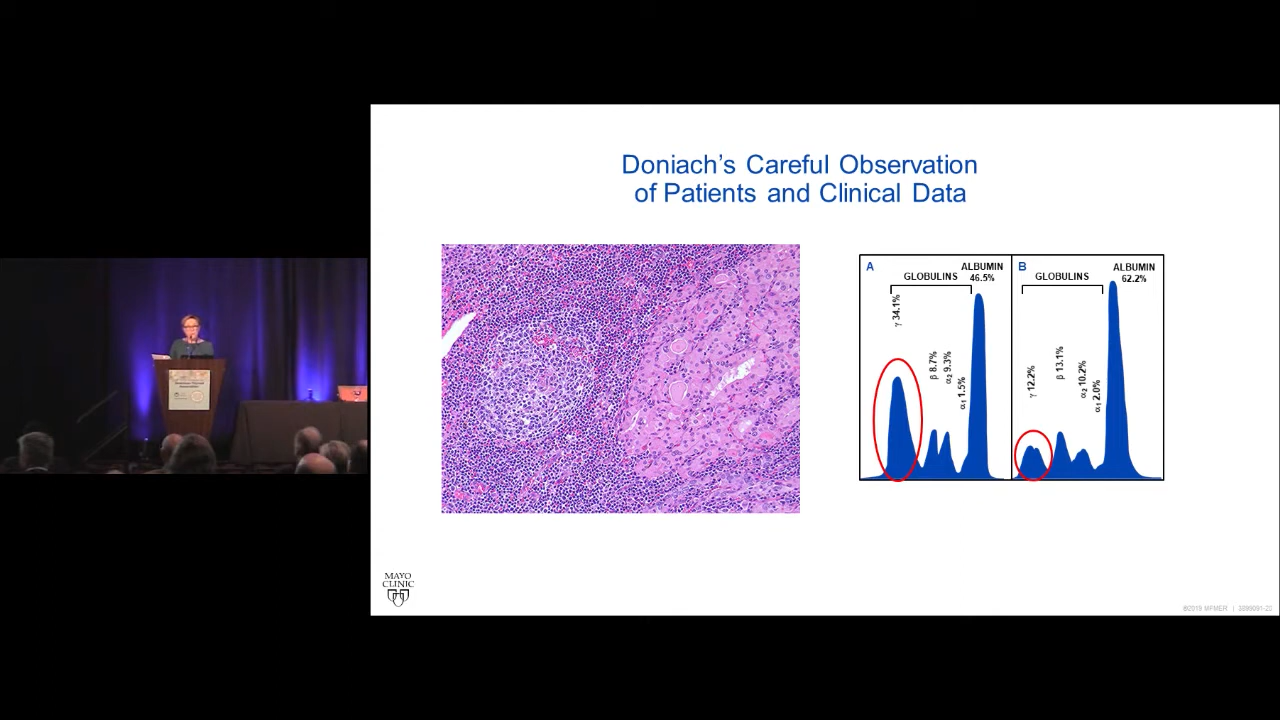 Doniach's Careful Observation
of Patients and Clinical Data
A
GLOBULINS
ALBUMIN
46.5%
γ 34.1%
β 8.7%
α2 9.3%
α1 1.5%
B
GLOBULINS
ALBUMIN
62.2%
γ 12.2%
β 13.1%
α2 10.2%
α1 2.0%
MAYO
CLINIC